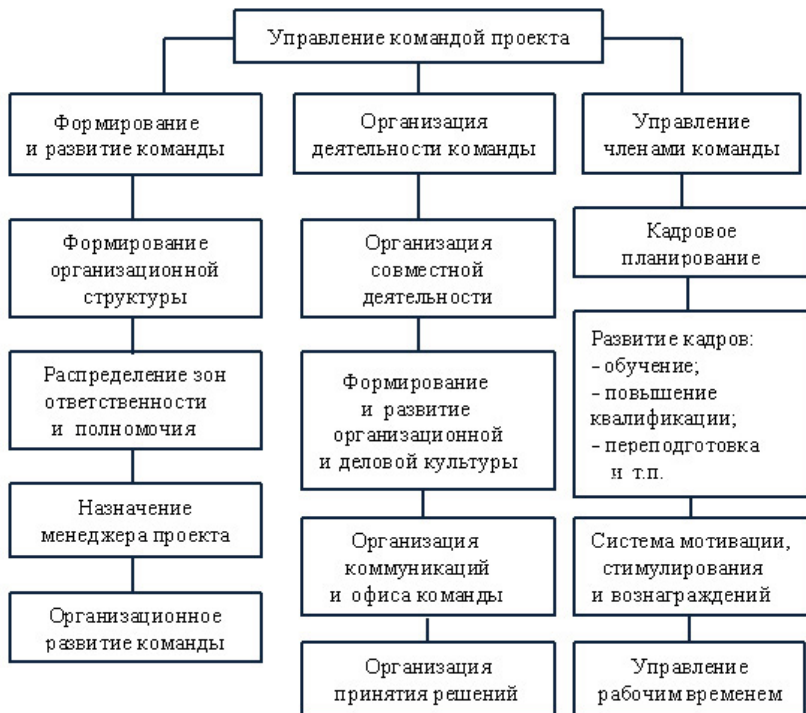 Управление командой проекта
Формирование
и развитие команды
Формирование
организационной
структуры
Распределение зон
ответственности
и полномочия
Назначение
менеджера проекта
Организационное
развитие команды
Организация
деятельности команды
Организация
совместной
деятельности
Формирование
и развитие
организационной
и деловой культуры
Организация
коммуникаций
и офиса команды
Организация
принятия решений
Управление
членами команды
Кадровое
планирование
Развитие кадров:
- обучение;
- повышение
квалификации;
- переподготовка
и т.п.
Система мотивации,
стимулирования
и вознаграждений
Управление
рабочим временем